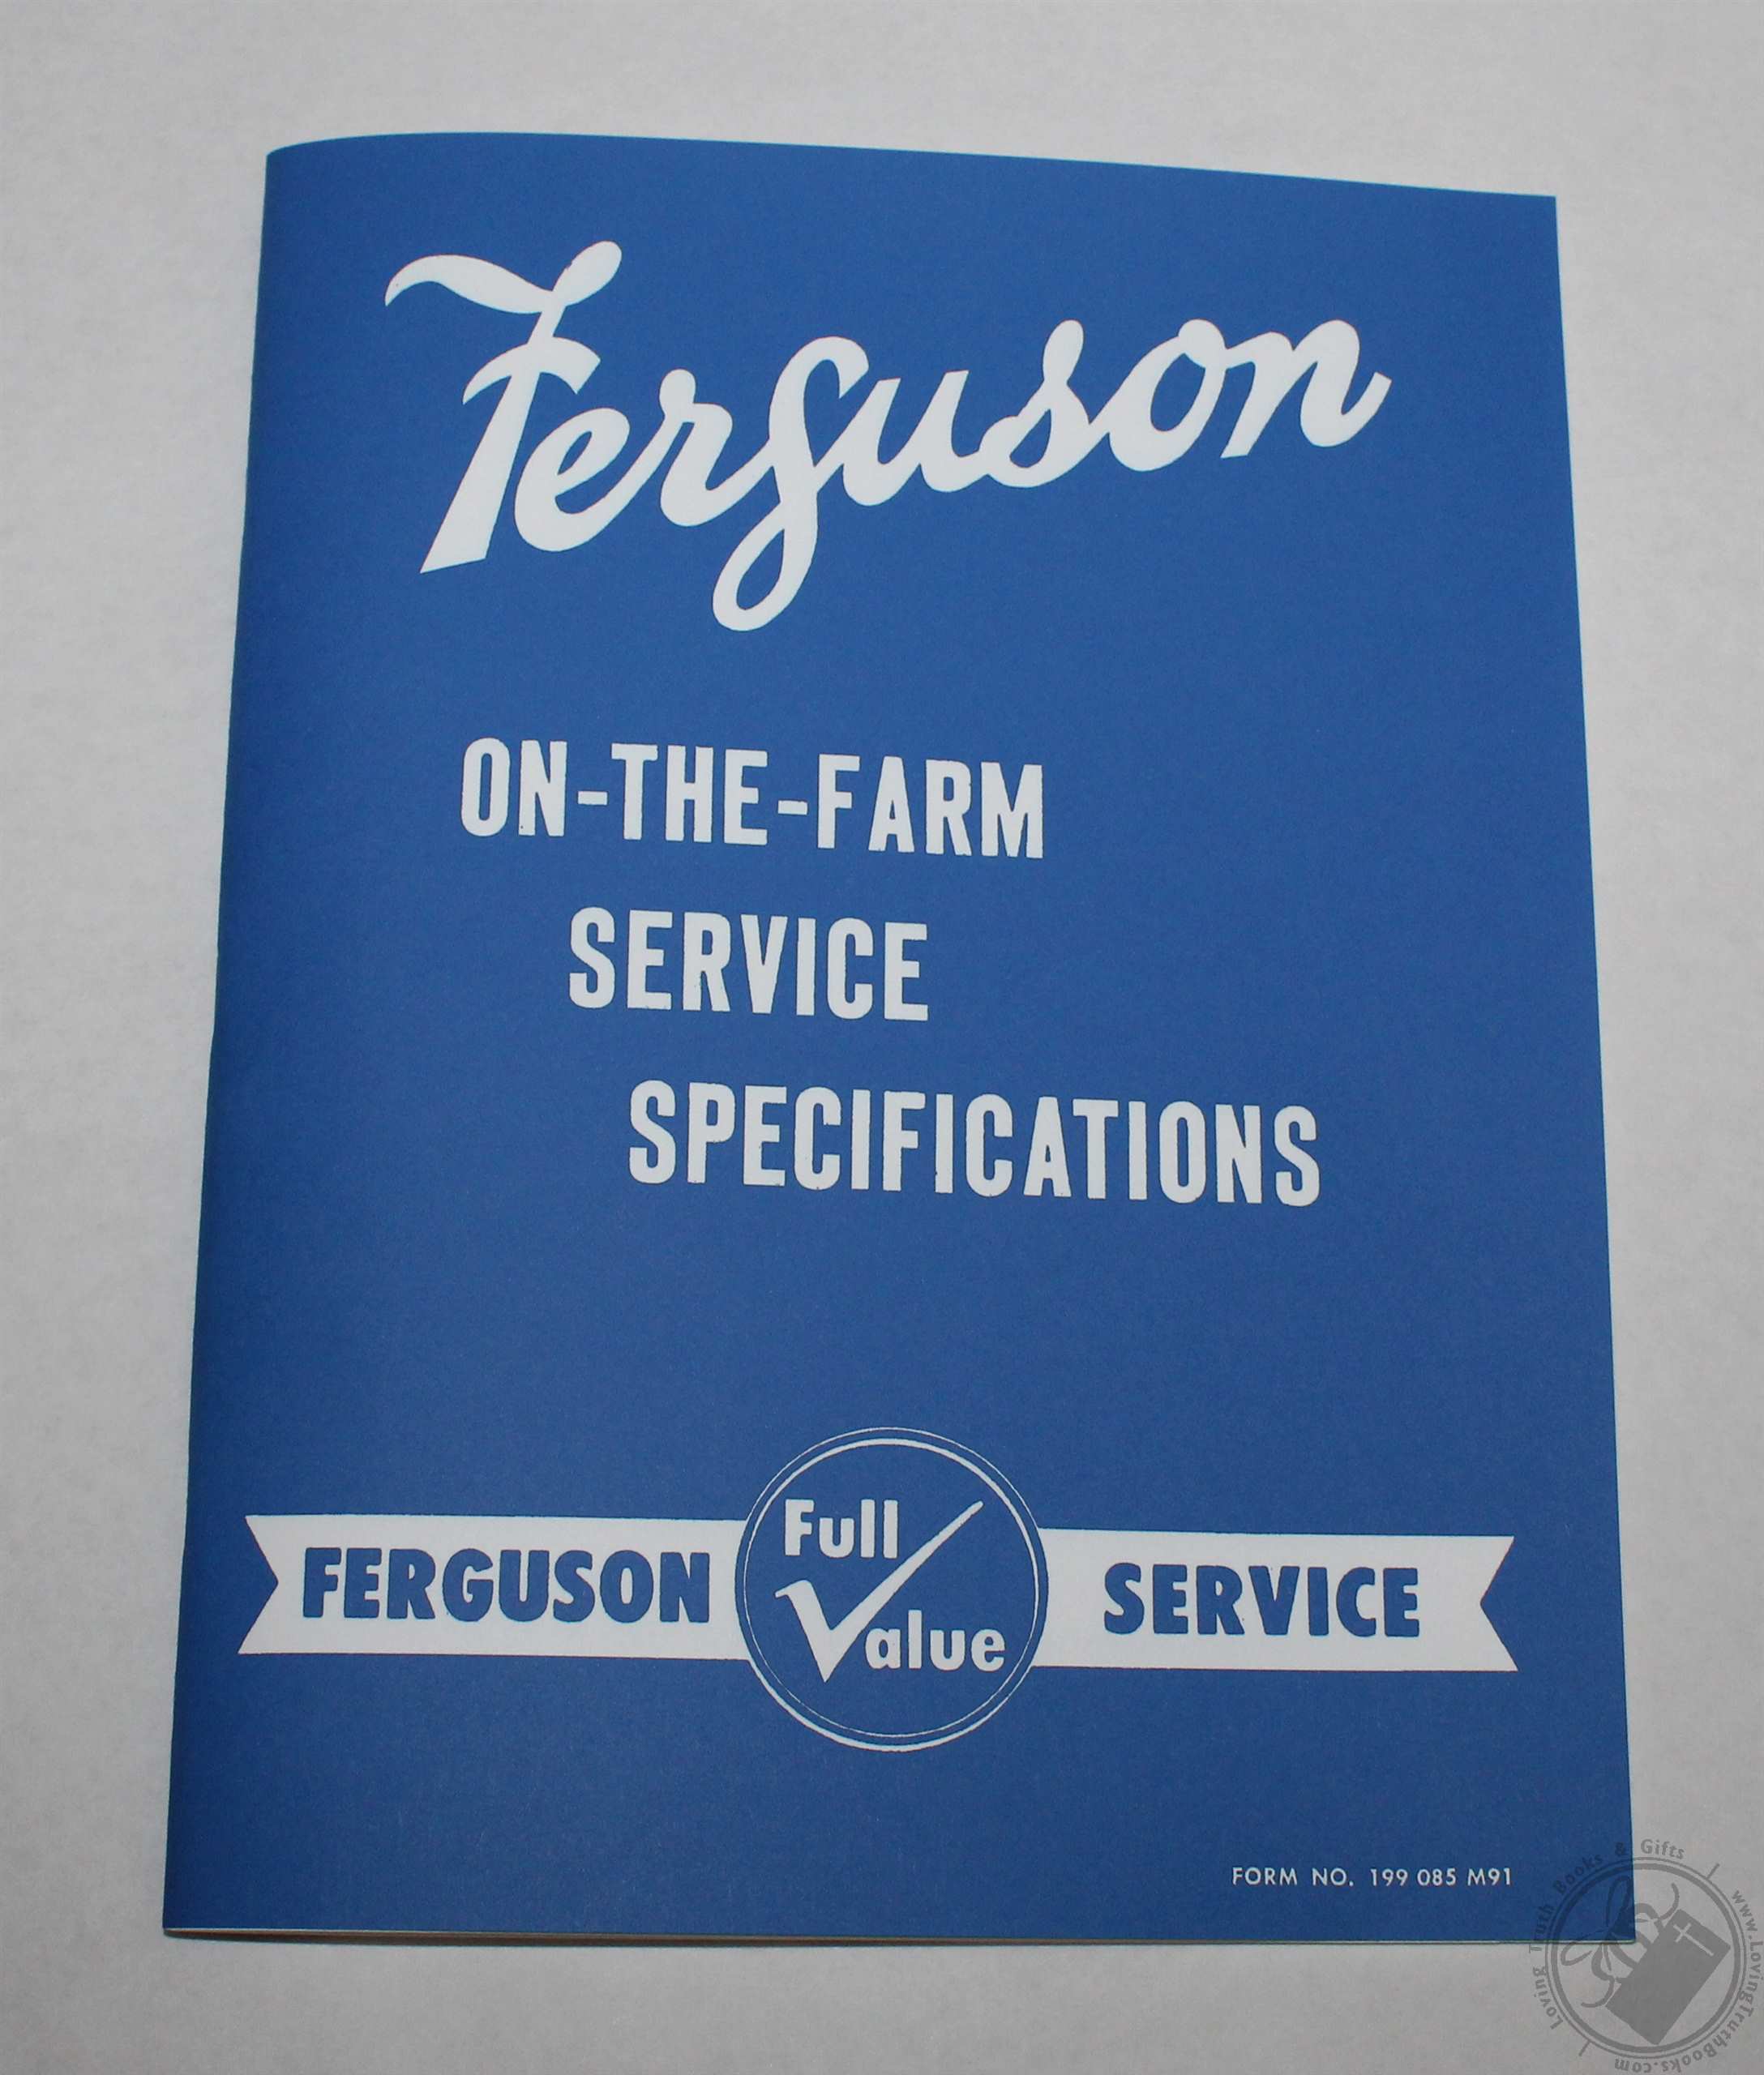 Ferguson
ON-THE-FARM
SERVICE
SPECIFICATIONS
FERGUSON Full Value SERVICE
FORM NO. 199 085 M91
Loving Truth Books & Gifts
www.LovingTruthBooks.com